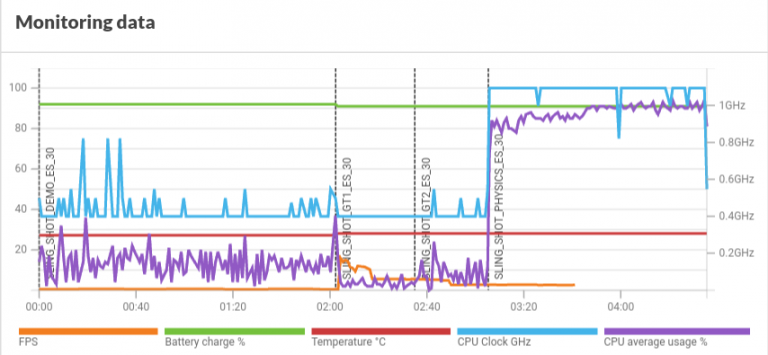 Monitoring data
100
80
60
40
20
1GHz
0.8GHz
0.6GHz
0.4GHz
0.2GHz
SLING_SHOT_DEMO_ES_30
SLING_SHOT_GT1_ES_30
SLING_SHOT_GT2_ES_30
SLING_SHOT_PHYSICS_ES_30
00:00 00:40 01:20 02:00 02:40 03:20 04:00
FPS Battery charge % Temperature °C CPU Clock GHz CPU average usage %